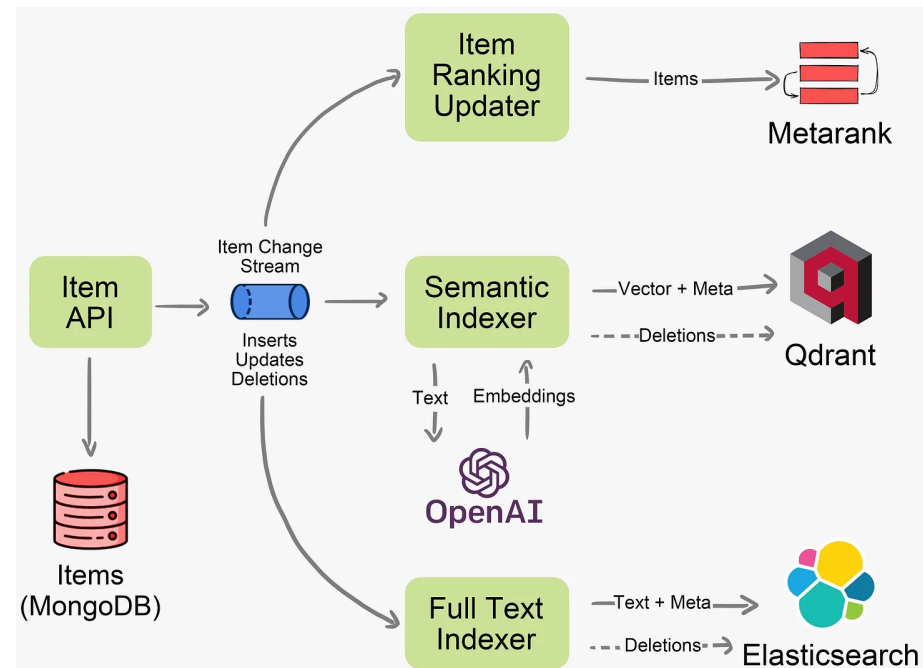 Item
Ranking
Updater
Items
Metarank
Item Change
Stream
Item
API
Inserts
Updates
Deletions
Semantic
Indexer
Vector + Meta
Deletions
Qdrant
Text
Embeddings
OpenAI
Items
(MongoDB)
Full Text
Indexer
Text + Meta
Deletions
Elasticsearch